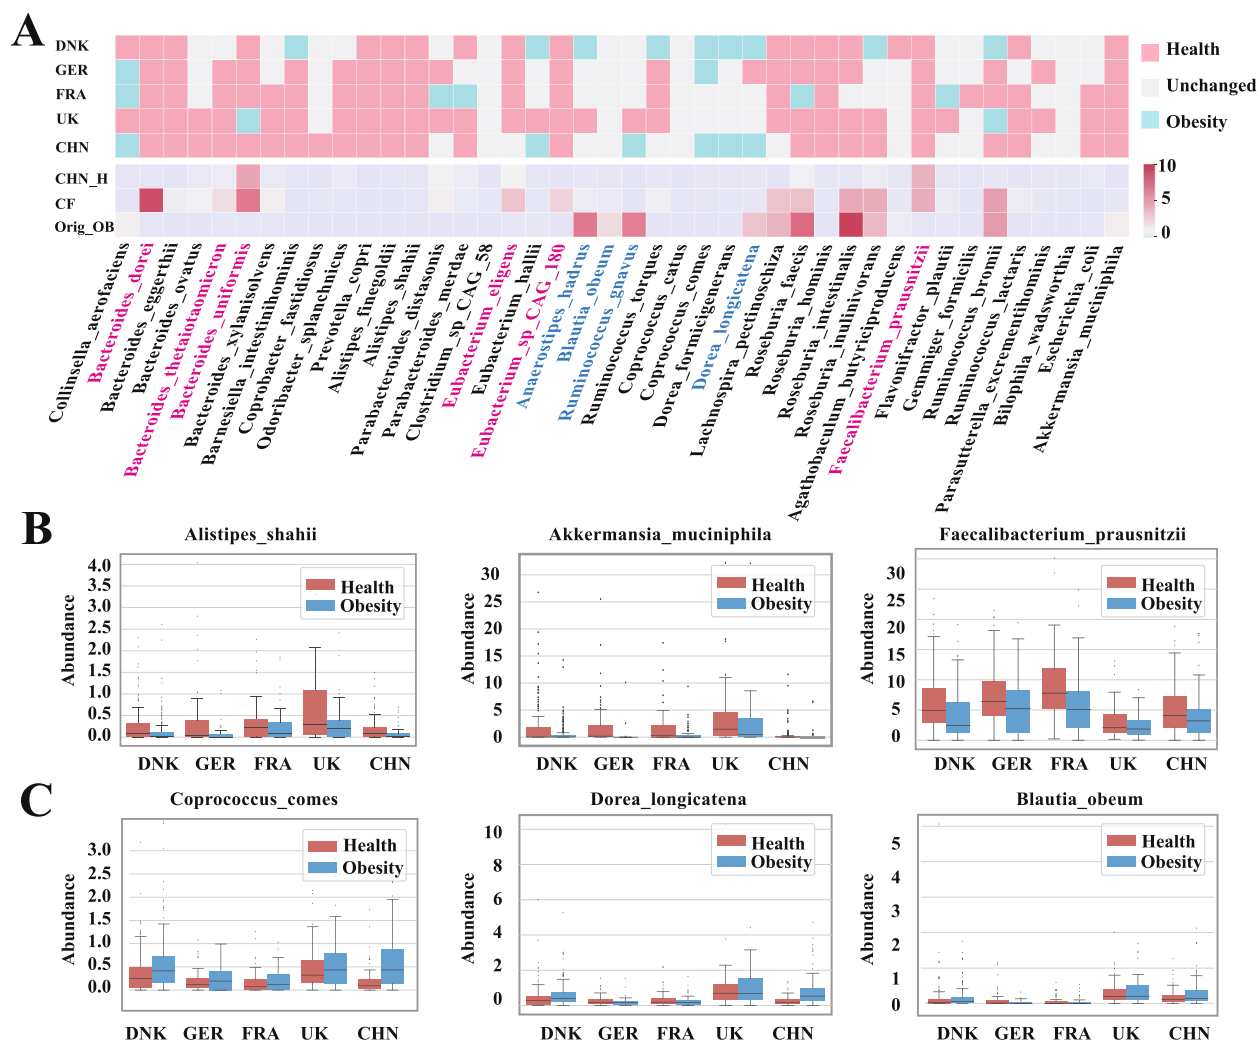 A
DNK
GER
FRA
UK
CHN
CHN_H
CF
Orig_OB
Health
Unchanged
Obesity
10
5
0
Collinsella_aerofaciens
Bacteroides_dorei
Bacteroides_eggerthii
Bacteroides_ovatus
Bacteroides_thetaiotaomicron
Bacteroides_uniformis
Bacteroides_xylanisolvens
Barnesiella_intestinihominis
Coprobacter_fastidiosus
Odoribacter_splanchnicus
Prevotella_copri
Alistipes_finegoldii
Alistipes_shahii
Parabacteroides_distasonis
Parabacteroides_merdae
Clostridium_sp_CAG_58
Eubacterium_eligens
Eubacterium_hallii
Eubacterium_sp_CAG_180
Anaerostipes_hadrus
Blautia_obeum
Ruminococcus_gnavus
Ruminococcus_torques
Coprococcus_catus
Coprococcus_comes
Dorea_formicigenerans
Dorea_longicatena
Lachnospira_pectinoschiza
Roseburia_faecis
Roseburia_hominis
Roseburia_intestinalis
Roseburia_inulinivorans
Agathobaculum_butyriciproducens
Faecalibacterium_prausnitzii
Flavonifractor_plautii
Gemmiger_formicilis
Ruminococcus_bromii
Ruminococcus_lactaris
Parasutterella_excrementihominis
Bilophila_wadsworthia
Escherichia_coli
Akkermansia_muciniphila
B
Alistipes_shahii
Abundance
4.0
3.5
3.0
2.5
2.0
1.5
1.0
0.5
0.0
Health
Obesity
DNK GER FRA UK CHN
Akkermansia_muciniphila
Abundance
30
25
20
15
10
5
0
Health
Obesity
DNK GER FRA UK CHN
Faecalibacterium_prausnitzii
Abundance
30
20
15
10
5
0
Health
Obesity
DNK GER FRA UK CHN
C
Coprococcus_comes
Abundance
3.0
2.5
2.0
1.5
1.0
0.5
0.0
Health
Obesity
DNK GER FRA UK CHN
Dorea_longicatena
Abundance
10
8
6
4
2
0
Health
Obesity
DNK GER FRA UK CHN
Blautia_obeum
Abundance
5
4
3
2
1
0
Health
Obesity
DNK GER FRA UK CHN